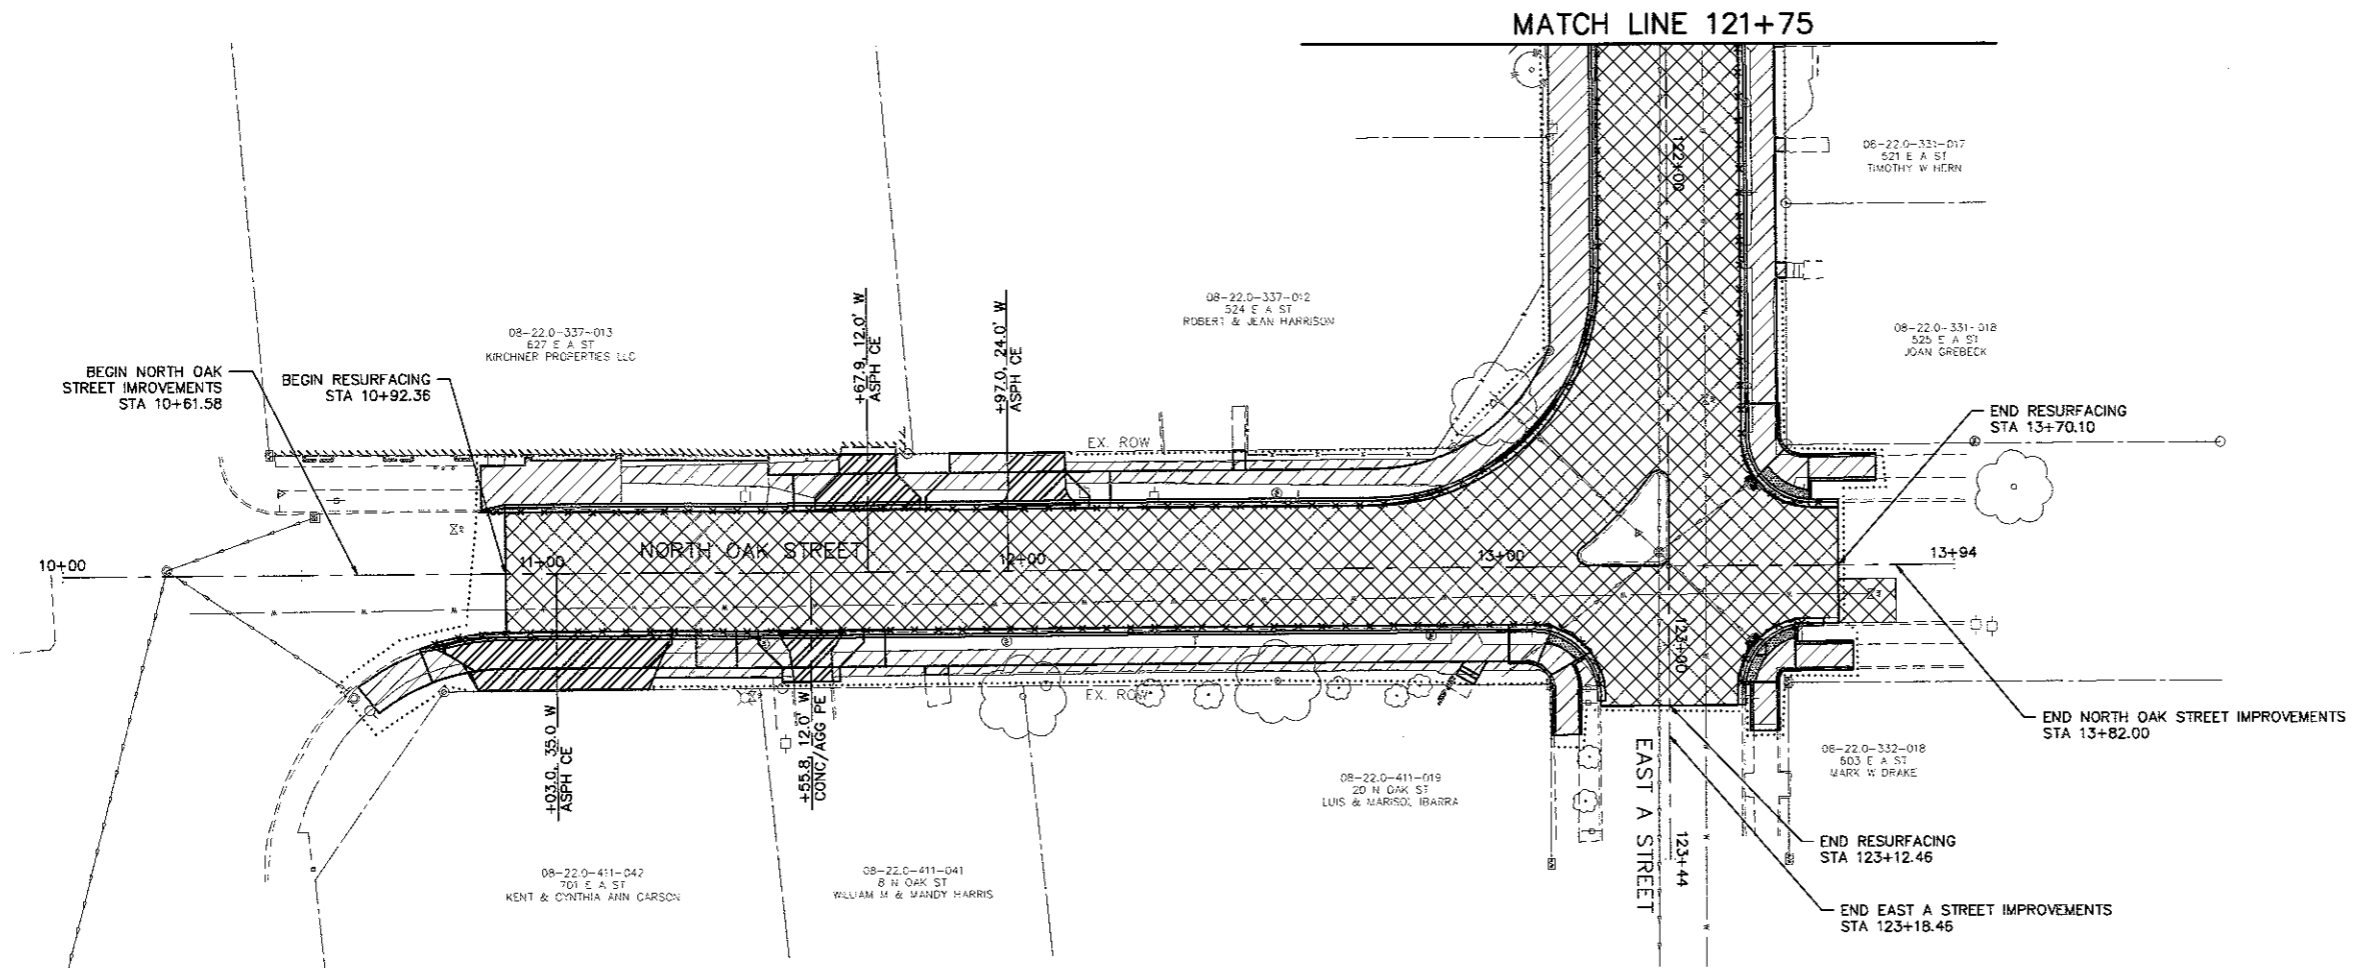 MATCH LINE 121+75
122+00
08-22.0-331-017
521 E A ST
TIMOTHY W HERN
08-22.0-337-012
524 E A ST
ROBERT & JEAN HARRISON
08-22.0-337-013
627 E A ST
KIRCHNER PROPERTIES LLC
08-22.0-331-018
525 E A ST
JOAN GREBECK
BEGIN NORTH OAK
STREET IMROVEMENTS
STA 10+61.58
BEGIN RESURFACING
STA 10+92.36
+67.9, 12.0' W
ASPH CE
+97.0, 24.0' W
ASPH CE
END RESURFACING
STA 13+70.10
EX. ROW
NORTH OAK STREET
10+00
11+00
12+00
13+00
13+94
123+00
EX. ROW
+03.0, 35.0 W
ASPH CE
+55.8, 12.0 W
CONC/AGG PE
END NORTH OAK STREET IMPROVEMENTS
STA 13+82.00
08-22.0-332-018
603 E A ST
MARK W DRAKE
08-22.0-411-019
20 N OAK ST
LUIS & MARISOL IBARRA
EAST A STREET
123+44
END RESURFACING
STA 123+12.46
08-22.0-411-042
701 E A ST
KENT & CYNTHIA ANN CARSON
08-22.0-411-041
8 N OAK ST
WILLIAM M & MANDY HARRIS
END EAST A STREET IMPROVEMENTS
STA 123+18.46